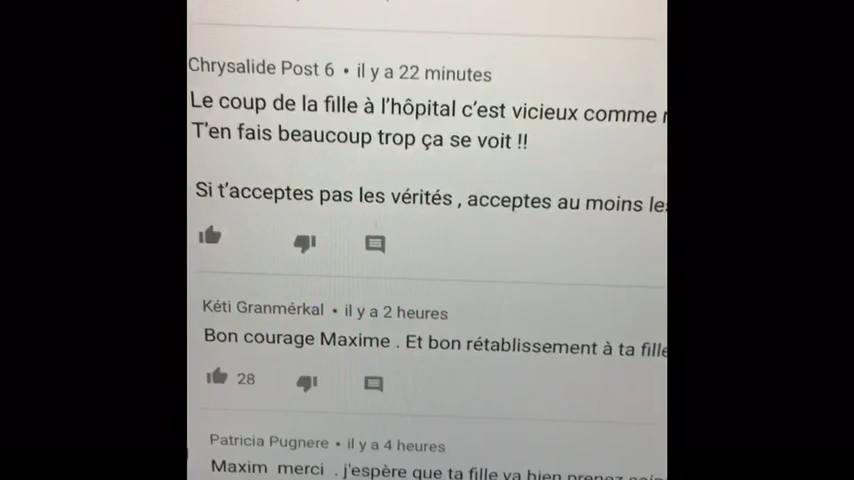 Chrysalide Post 6 • il y a 22 minutes
Le coup de la fille à l'hôpital c'est vicieux comme
T'en fais beaucoup trop ça se voit !!
Si t'acceptes pas les vérités , acceptes au moins
Kéti Granmérkal • il y a 2 heures
Bon courage Maxime . Et bon rétablissement à ta fille
28
Patricia Pugnere • il y a 4 heures
Maxim merci . j'espère que ta fille va bien prenez